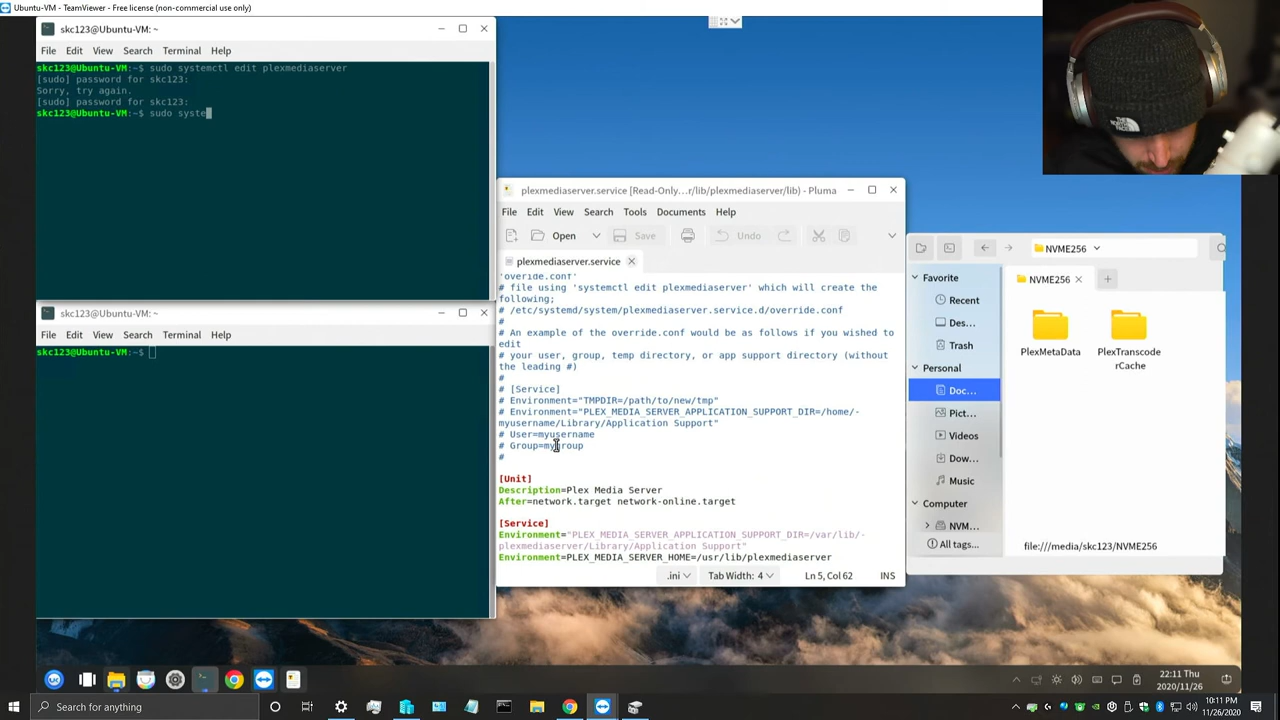 Ubuntu-VM - TeamViewer - Free license (non-commercial use only)
skc123@Ubuntu-VM: ~
File Edit View Search Terminal Help
skc123@Ubuntu-VM:~$ sudo systemctl edit plexmediaserver
[sudo] password for skc123:
Sorry, try again.
[sudo] password for skc123:
skc123@Ubuntu-VM:~$ sudo syste
skc123@Ubuntu-VM: ~
File Edit View Search Terminal Help
skc123@Ubuntu-VM:~$
plexmediaserver.service [Read-Only...r/lib/plexmediaserver/lib) - Pluma
File Edit View Search Tools Documents Help
Open Save Undo
plexmediaserver.service
'overide.conf'
# file using 'systemctl edit plexmediaserver' which will create the
following;
# /etc/systemd/system/plexmediaserver.service.d/override.conf
#
# An example of the override.conf would be as follows if you wished to
edit
# your user, group, temp directory, or app support directory (without
the leading #)
#
# [Service]
# Environment="TMPDIR=/path/to/new/tmp"
# Environment="PLEX_MEDIA_SERVER_APPLICATION_SUPPORT_DIR=/home/-
myusername/Library/Application Support"
# User=myusername
# Group=mygroup
#
[Unit]
Description=Plex Media Server
After=network.target network-online.target
[Service]
Environment="PLEX_MEDIA_SERVER_APPLICATION_SUPPORT_DIR=/var/lib/-
plexmediaserver/Library/Application Support"
Environment=PLEX_MEDIA_SERVER_HOME=/usr/lib/plexmediaserver
.ini Tab Width: 4 Ln 5, Col 62 INS
NVME256
Favorite
Recent
Des...
Trash
Personal
Doc...
Pict...
Videos
Dow...
Music
Computer
NVM...
All tags...
NVME256
PlexMetaData
PlexTranscode
rCache
file:///media/skc123/NVME256
THE
NORTH
FACE
22:11 Thu
2020/11/26
Search for anything
10:11 PM
11/26/2020